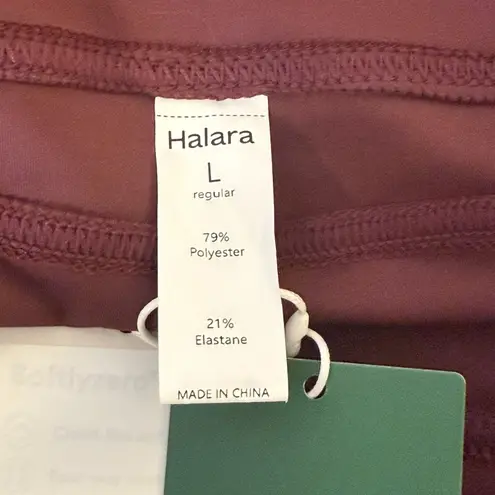 Halara
L
regular
79%
Polyester
21%
Elastane
MADE IN CHINA